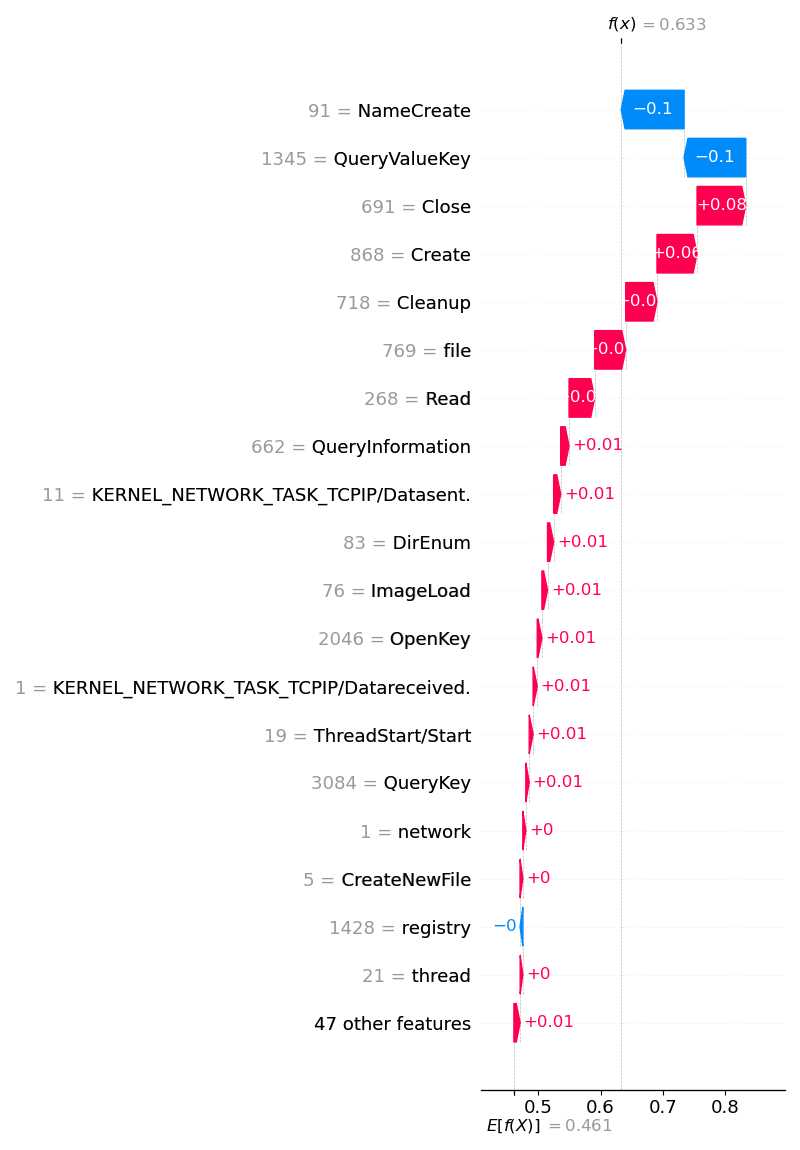 f(x) = 0.633
91 = NameCreate −0.1
1345 = QueryValueKey −0.1
691 = Close +0.08
868 = Create +0.06
718 = Cleanup
769 = file
268 = Read
662 = QueryInformation +0.01
11 = KERNEL_NETWORK_TASK_TCPIP/Datasent. +0.01
83 = DirEnum +0.01
76 = ImageLoad +0.01
2046 = OpenKey +0.01
1 = KERNEL_NETWORK_TASK_TCPIP/Datareceived. +0.01
19 = ThreadStart/Start +0.01
3084 = QueryKey +0.01
1 = network +0
5 = CreateNewFile +0
1428 = registry −0
21 = thread +0
47 other features +0.01
0.5 0.6 0.7 0.8
E[f(X)] = 0.461